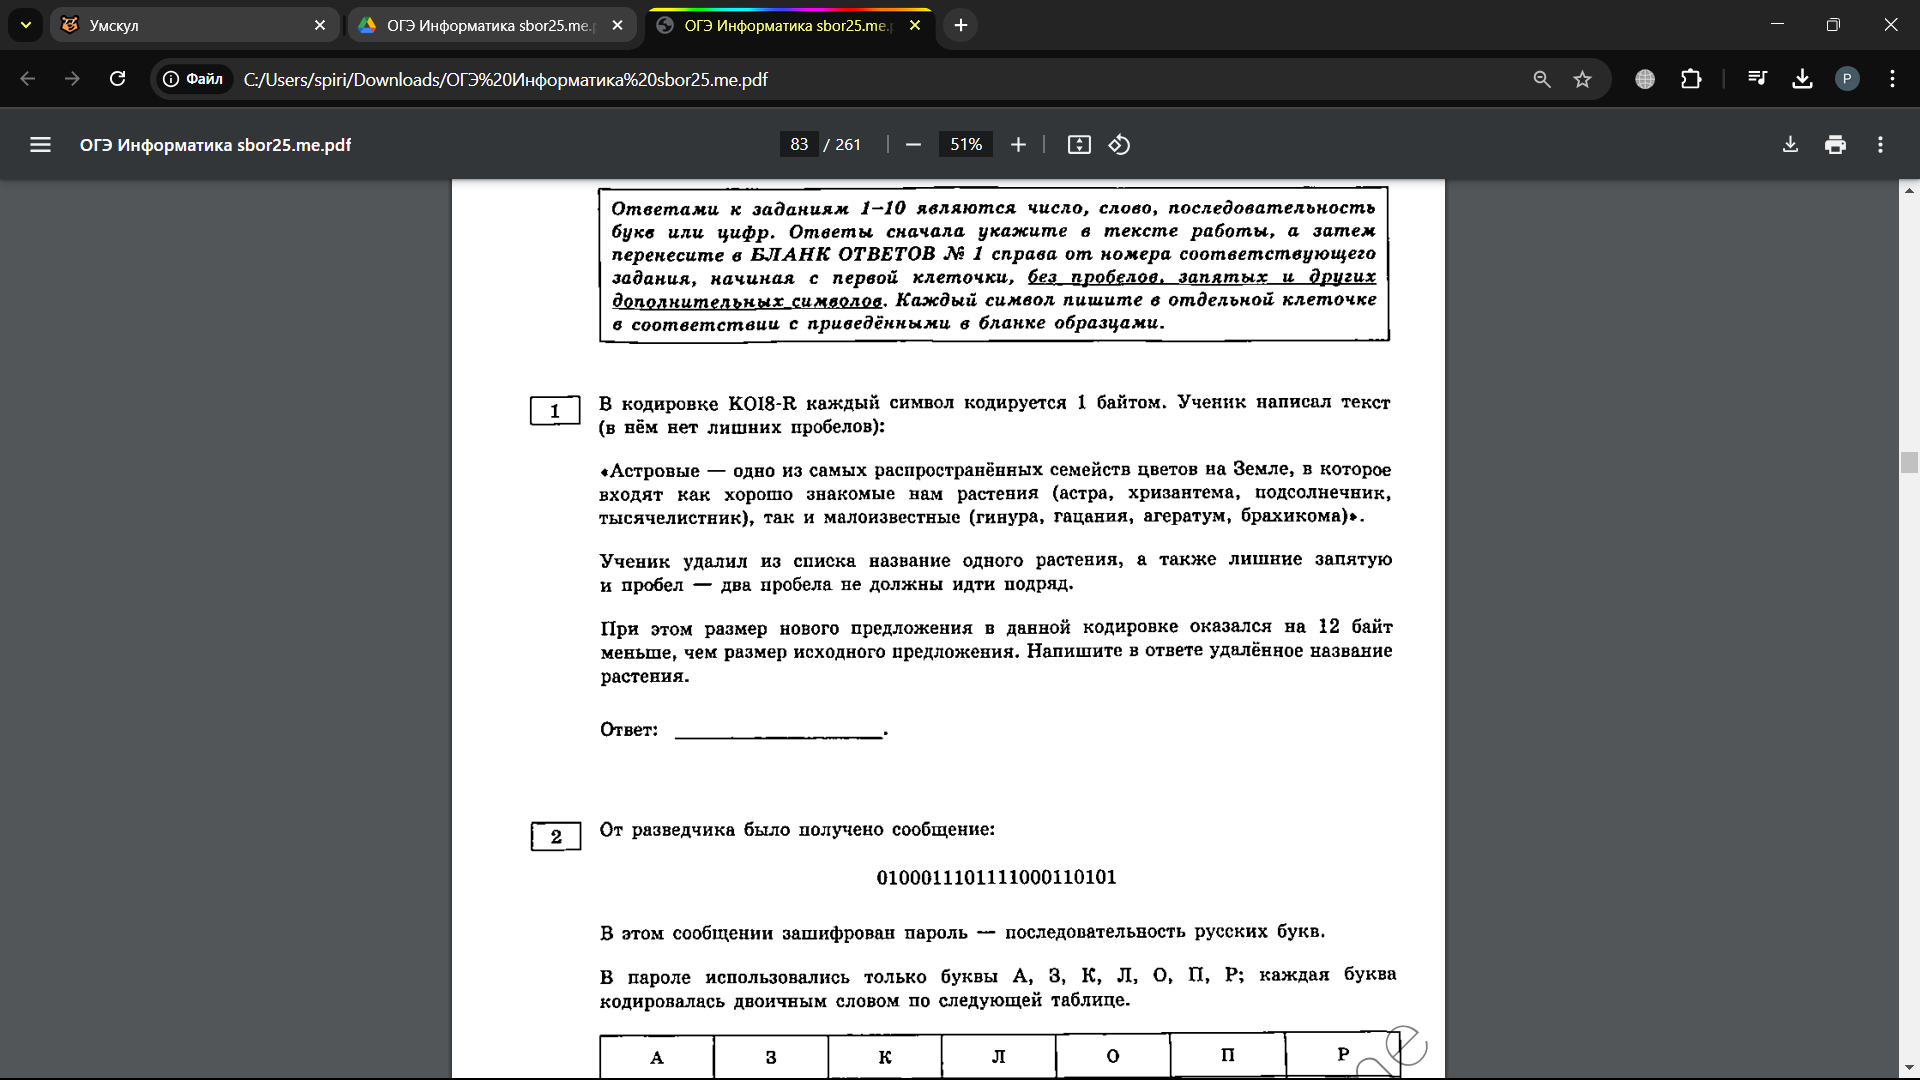 Умскул
ОГЭ Информатика sbor25.me.p
ОГЭ Информатика sbor25.me.p
Файл
C:/Users/spiri/Downloads/ОГЭ%20Информатика%20sbor25.me.pdf
P
ОГЭ Информатика sbor25.me.pdf
83 / 261
51%
Ответами к заданиям 1–10 являются число, слово, последовательность
букв или цифр. Ответы сначала укажите в тексте работы, а затем
перенесите в БЛАНК ОТВЕТОВ № 1 справа от номера соответствующего
задания, начиная с первой клеточки, без пробелов, запятых и других
дополнительных символов. Каждый символ пишите в отдельной клеточке
в соответствии с приведёнными в бланке образцами.
1
В кодировке KOI8-R каждый символ кодируется 1 байтом. Ученик написал текст
(в нём нет лишних пробелов):
«Астровые — одно из самых распространённых семейств цветов на Земле, в которое
входят как хорошо знакомые нам растения (астра, хризантема, подсолнечник,
тысячелистник), так и малоизвестные (гинура, гацания, агератум, брахикома)».
Ученик удалил из списка название одного растения, а также лишние запятую
и пробел — два пробела не должны идти подряд.
При этом размер нового предложения в данной кодировке оказался на 12 байт
меньше, чем размер исходного предложения. Напишите в ответе удалённое название
растения.
Ответ: ____________________.
2
От разведчика было получено сообщение:
0100011101111000110101
В этом сообщении зашифрован пароль — последовательность русских букв.
В пароле использовались только буквы А, З, К, Л, О, П, Р; каждая буква
кодировалась двоичным словом по следующей таблице.
А З К Л О П Р